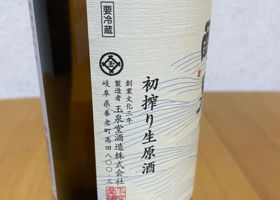 要冷蔵
初搾り生原酒
創業文化三年
製造者 玉泉堂酒造株式会社
岐阜県養老町高田八〇〇-三